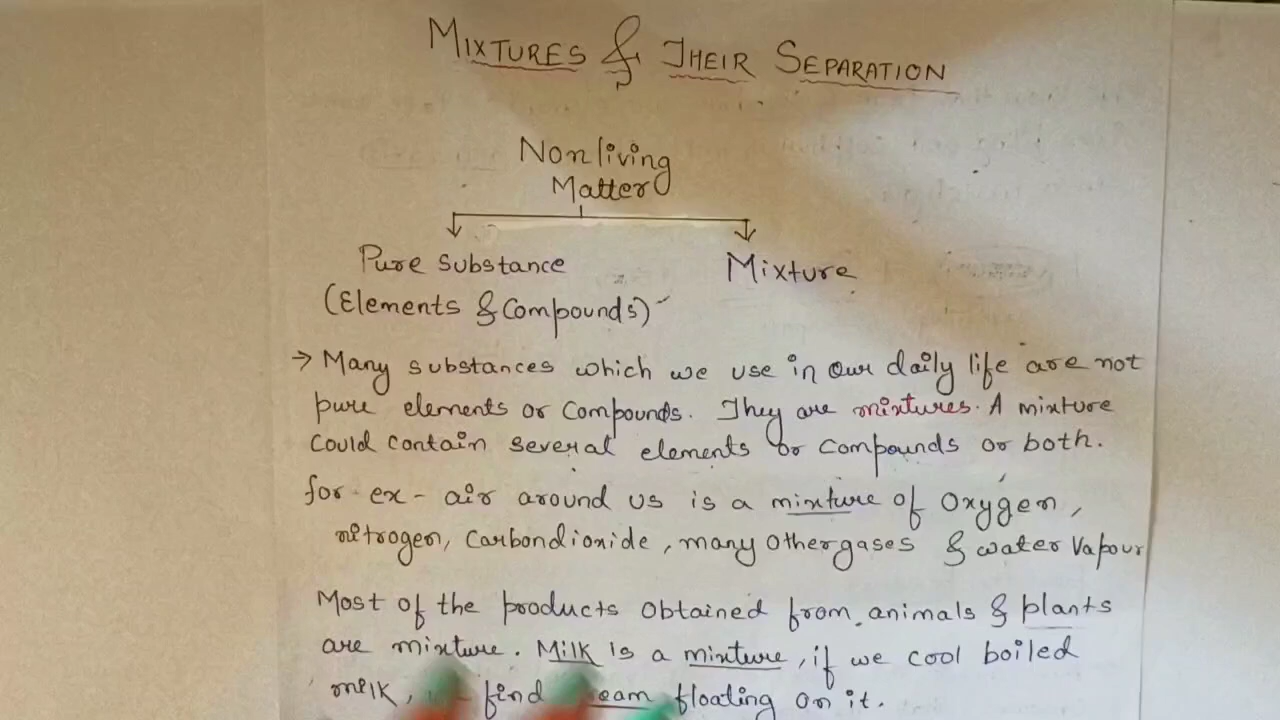 MIXTURES & THEIR SEPARATION
Non living
Matter
Pure substance
Mixture
(Elements & Compounds)
→ Many substances which we use in our daily life are not
pure elements or compounds. They are mixtures. A mixture
could contain several elements or compounds or both.
for ex - air around us is a mixture of oxygen,
nitrogen, carbondioxide, many other gases & water vapour
Most of the products obtained from animals & plants
are mixture. Milk is a mixture, if we cool boiled
milk, find floating on it.